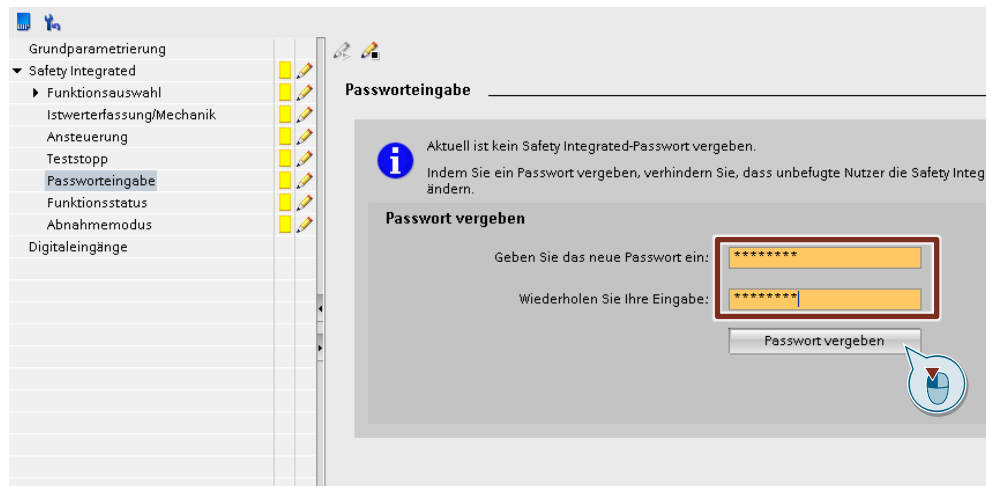 Grundparametrierung
Safety Integrated
Funktionsauswahl
Istwerterfassung/Mechanik
Ansteuerung
Teststopp
Passworteingabe
Funktionsstatus
Abnahmemodus
Digitaleingänge
Passworteingabe
Aktuell ist kein Safety Integrated-Passwort vergeben.
Indem Sie ein Passwort vergeben, verhindern Sie, dass unbefugte Nutzer die Safety Integ
ändern.
Passwort vergeben
Geben Sie das neue Passwort ein: ********
Wiederholen Sie Ihre Eingabe: ********
Passwort vergeben